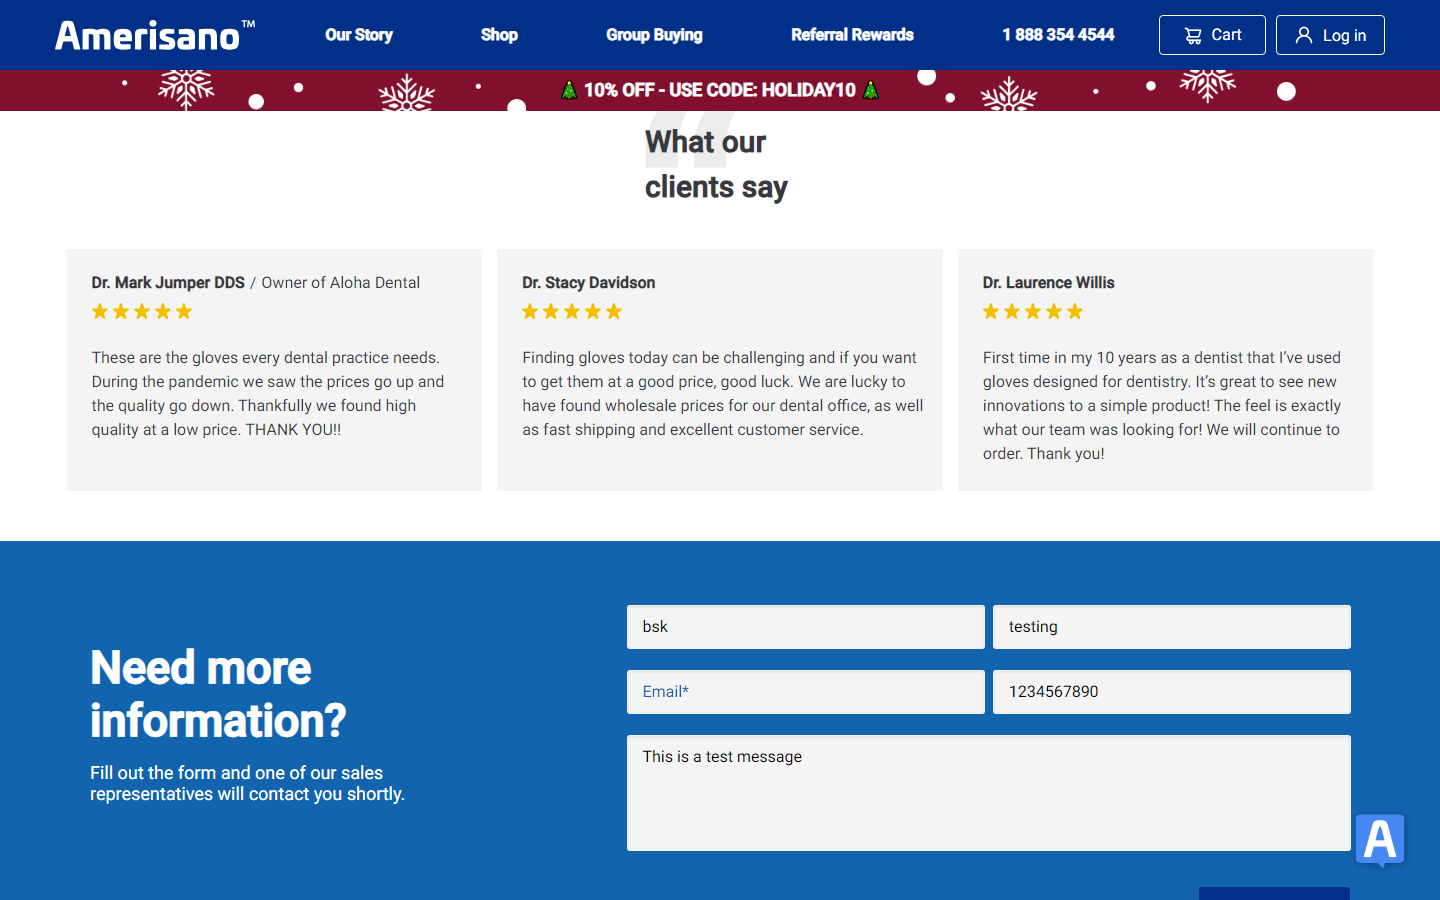 Amerisano™ Our Story Shop Group Buying Referral Rewards 1 888 354 4544 Cart Log in
10% OFF - USE CODE: HOLIDAY10
What our
clients say
Dr. Mark Jumper DDS / Owner of Aloha Dental
These are the gloves every dental practice needs.
During the pandemic we saw the prices go up and
the quality go down. Thankfully we found high
quality at a low price. THANK YOU!!
Dr. Stacy Davidson
Finding gloves today can be challenging and if you want
to get them at a good price, good luck. We are lucky to
have found wholesale prices for our dental office, as well
as fast shipping and excellent customer service.
Dr. Laurence Willis
First time in my 10 years as a dentist that I've used
gloves designed for dentistry. It's great to see new
innovations to a simple product! The feel is exactly
what our team was looking for! We will continue to
order. Thank you!
Need more
information?
Fill out the form and one of our sales
representatives will contact you shortly.
bsk testing
Email* 1234567890
This is a test message
A